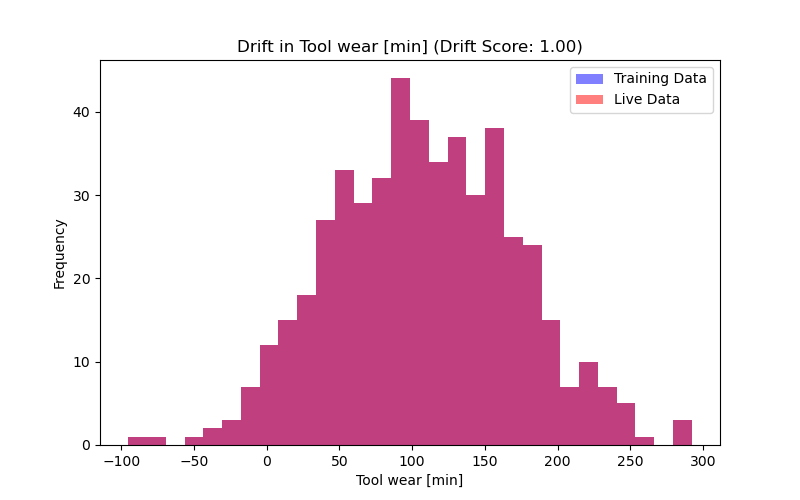 Drift in Tool wear [min] (Drift Score: 1.00)
Training Data
Live Data
Frequency
40
30
20
10
0
−100
−50
0
50
100
150
200
250
300
Tool wear [min]